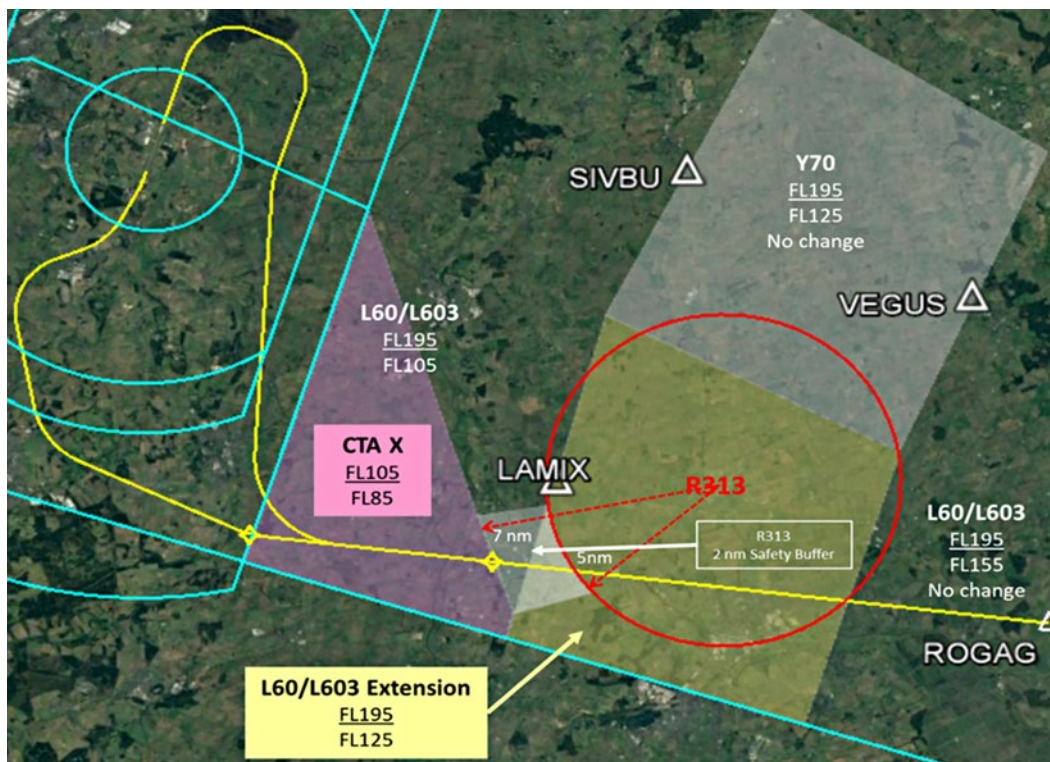 SIVBU
Y70
FL195
FL125
No change
VEGUS
L60/L603
FL195
FL105
CTA X
FL105
FL85
LAMIX
R313
7 nm
5nm
R313
2 nm Safety Buffer
L60/L603
FL195
FL155
No change
ROGAG
L60/L603 Extension
FL195
FL125